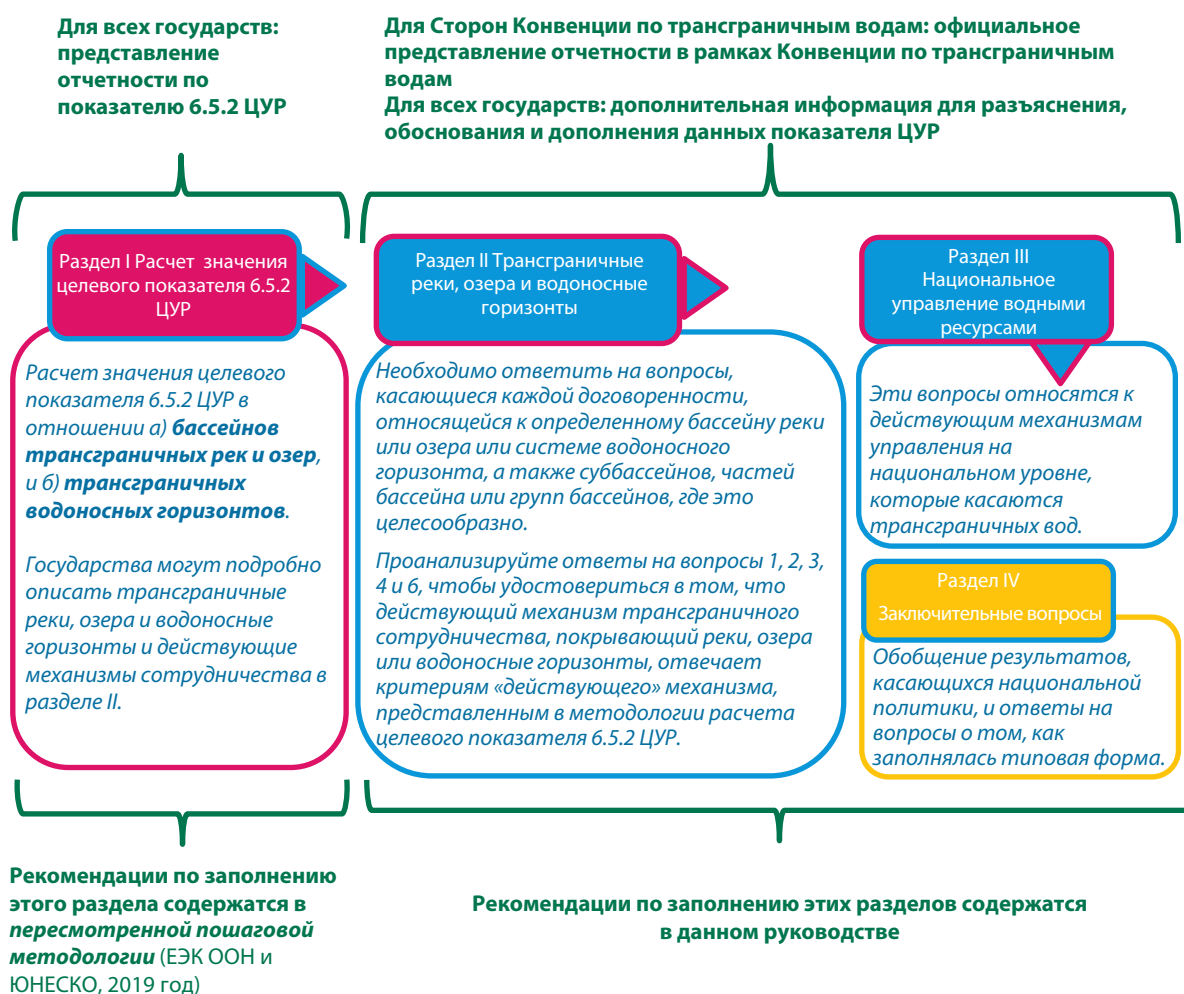 Для всех государств:
представление
отчетности по
показателю 6.5.2 ЦУР
Для Сторон Конвенции по трансграничным водам: официальное
представление отчетности в рамках Конвенции по трансграничным
водам
Для всех государств: дополнительная информация для разъяснения,
обоснования и дополнения данных показателя ЦУР
Раздел I Расчет значения
целевого показателя 6.5.2
ЦУР
Расчет значения целевого
показателя 6.5.2 ЦУР в
отношении а) бассейнов
трансграничных рек и озер,
и б) трансграничных
водоносных горизонтов.
Государства могут подробно
описать трансграничные
реки, озера и водоносные
горизонты и действующие
механизмы сотрудничества в
разделе II.
Раздел II Трансграничные
реки, озера и водоносные
горизонты
Необходимо ответить на вопросы,
касающиеся каждой договоренности,
относящейся к определенному бассейну реки
или озера или системе водоносного
горизонта, а также суббассейнов, частей
бассейна или групп бассейнов, где это
целесообразно.
Проанализируйте ответы на вопросы 1, 2, 3,
4 и 6, чтобы удостовериться в том, что
действующий механизм трансграничного
сотрудничества, покрывающий реки, озера
или водоносные горизонты, отвечает
критериям «действующего» механизма,
представленным в методологии расчета
целевого показателя 6.5.2 ЦУР.
Раздел III
Национальное
управление водными
ресурсами
Эти вопросы относятся к
действующим механизмам
управления на
национальном уровне,
которые касаются
трансграничных вод.
Раздел IV
Заключительные вопросы
Обобщение результатов,
касающихся национальной
политики, и ответы на
вопросы о том, как
заполнялась типовая форма.
Рекомендации по заполнению
этого раздела содержатся в
пересмотренной пошаговой
методологии (ЕЭК ООН и
ЮНЕСКО, 2019 год)
Рекомендации по заполнению этих разделов содержатся
в данном руководстве